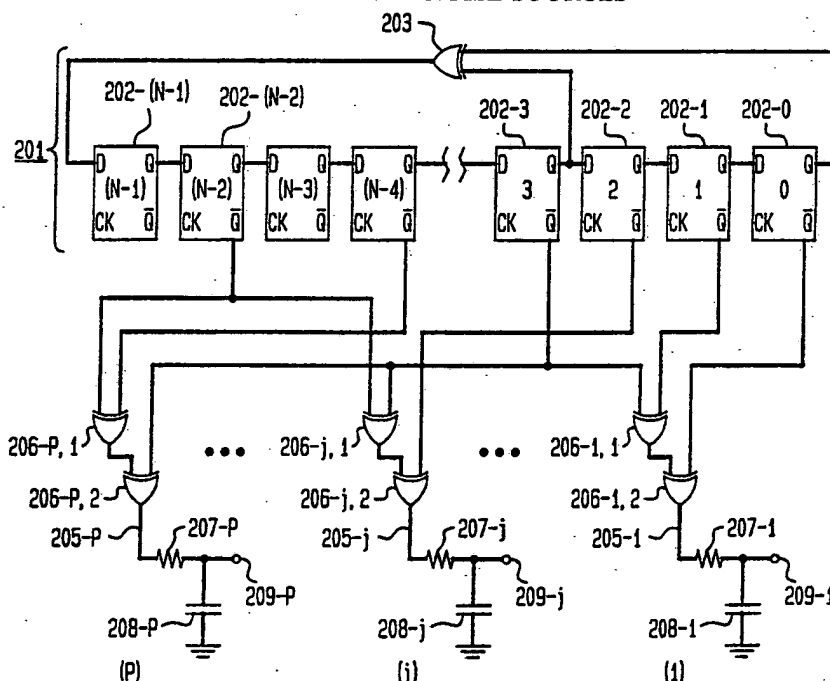 203
202-(N-1)
202-(N-2)
202-3
202-2
202-1
202-0
201
D Q
D Q
D Q
D Q
D Q
D Q
D Q
D Q
(N-1)
(N-2)
(N-3)
(N-4)
3
2
1
0
CK Q̅
CK Q̅
CK Q̅
CK Q̅
CK Q̅
CK Q̅
CK Q̅
CK Q̅
206-P, 1
206-j, 1
206-1, 1
206-P, 2
206-j, 2
206-1, 2
205-P
207-P
205-j
207-j
205-1
207-1
209-P
209-j
209-1
208-P
208-j
208-1
(P)
(j)
(1)